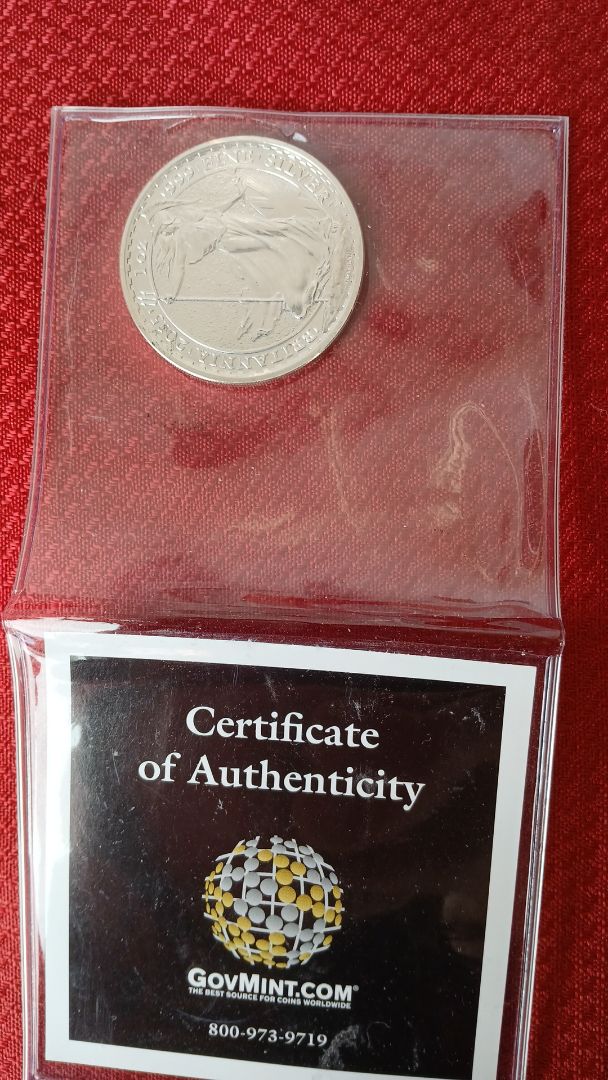 1 OZ 999 FINE SILVER
BRITANNIA
Certificate
of Authenticity
GOVMINT.COM®
THE BEST SOURCE FOR COINS WORLDWIDE
800-973-9719